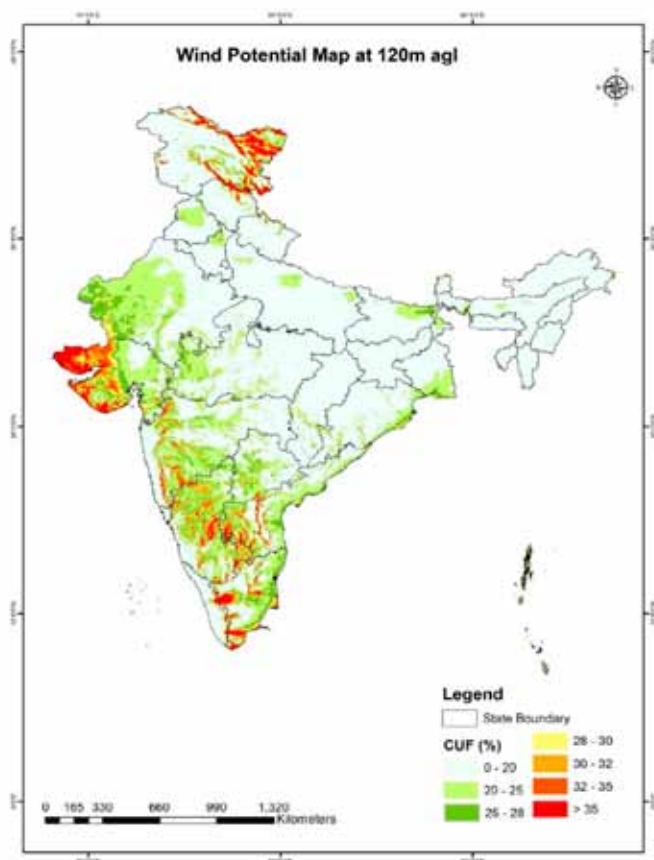 Wind Potential Map at 120m agl
Legend
State Boundary
CUF (%)
0 - 20
20 - 25
25 - 28
28 - 30
30 - 32
32 - 35
> 35
0 165 330 660 990 1,320
Kilometers